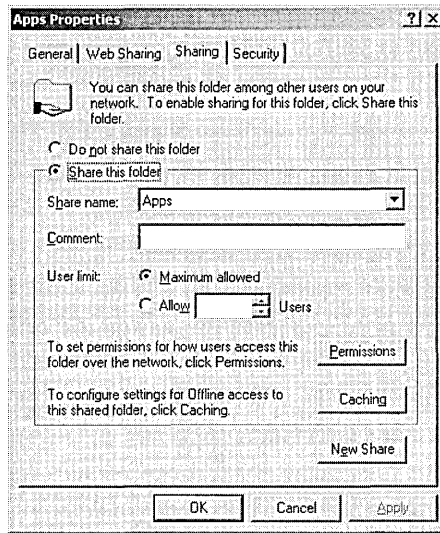 Apps Properties ? ×
General Web Sharing Sharing Security
You can share this folder among other users on your
network. To enable sharing for this folder, click Share this
folder.
Do not share this folder
Share this folder
Share name: Apps
Comment:
User limit: Maximum allowed
Allow Users
To set permissions for how users access this
folder over the network, click Permissions.
Permissions
To configure settings for Offline access to
this shared folder, click Caching.
Caching
New Share
OK Cancel Apply